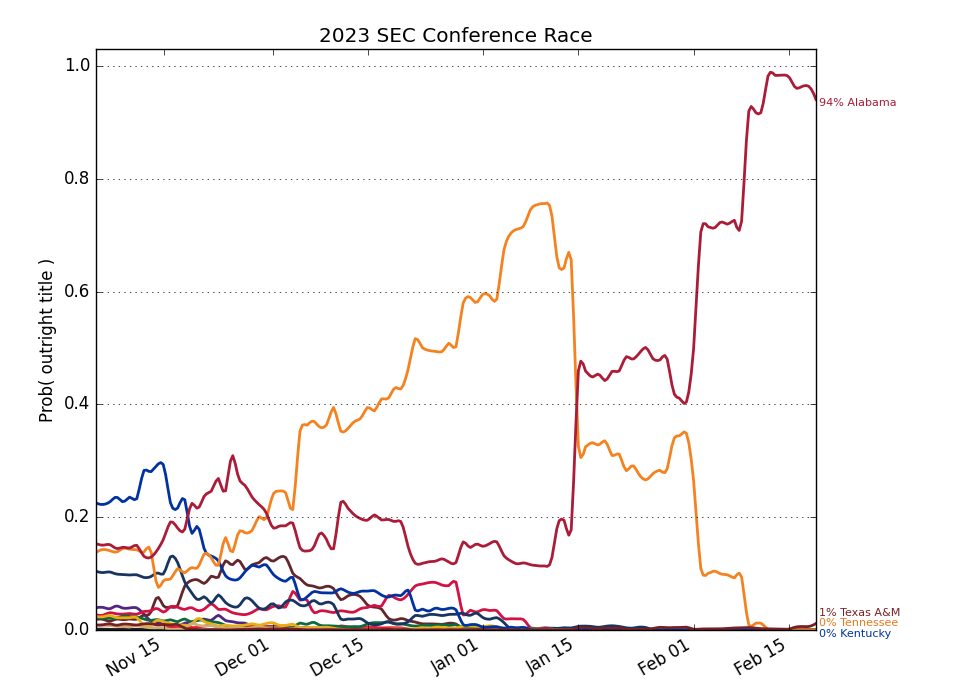 2023 SEC Conference Race
Prob( outright title )
1.0
0.8
0.6
0.4
0.2
0.0
94% Alabama
1% Texas A&M
0% Tennessee
0% Kentucky
Nov 15
Dec 01
Dec 15
Jan 01
Jan 15
Feb 01
Feb 15